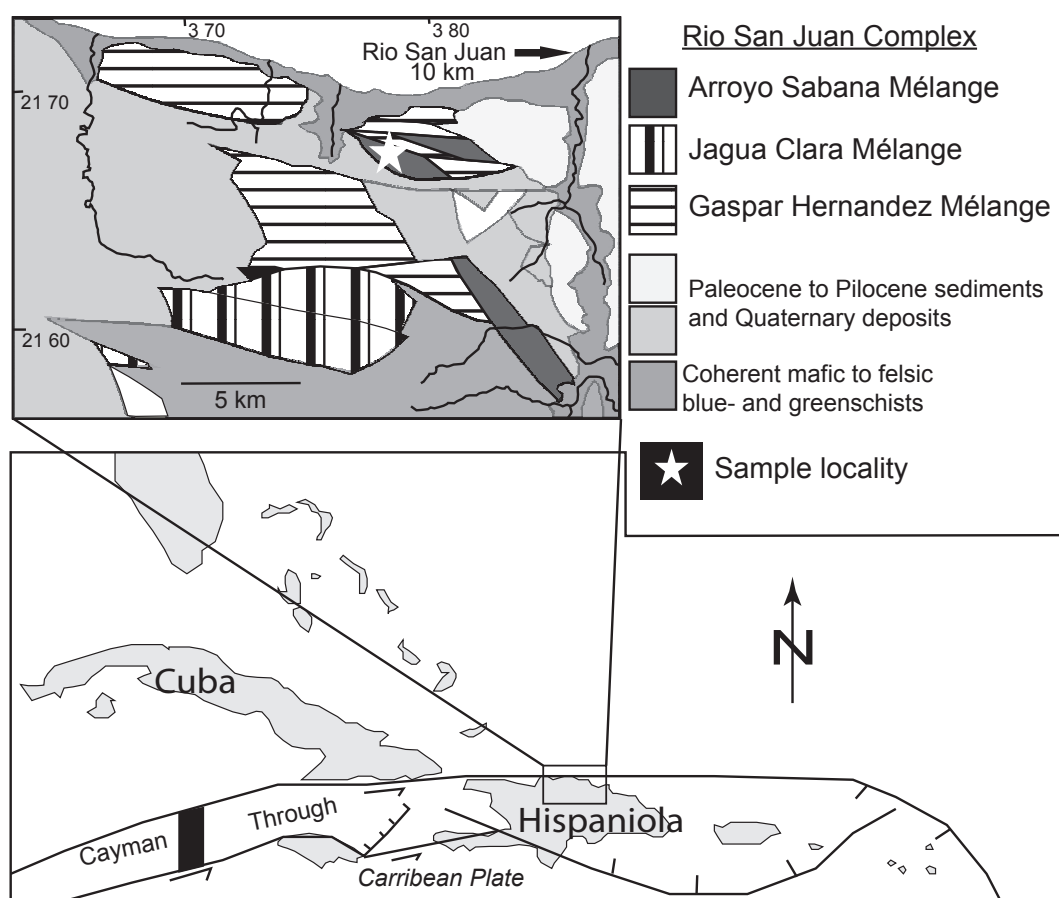 3 70
3 80
Rio San Juan
10 km
21 70
21 60
5 km
Rio San Juan Complex
Arroyo Sabana Mélange
Jagua Clara Mélange
Gaspar Hernandez Mélange
Paleocene to Pilocene sediments
and Quaternary deposits
Coherent mafic to felsic
blue- and greenschists
Sample locality
N
Cuba
Hispaniola
Cayman
Through
Carribean Plate